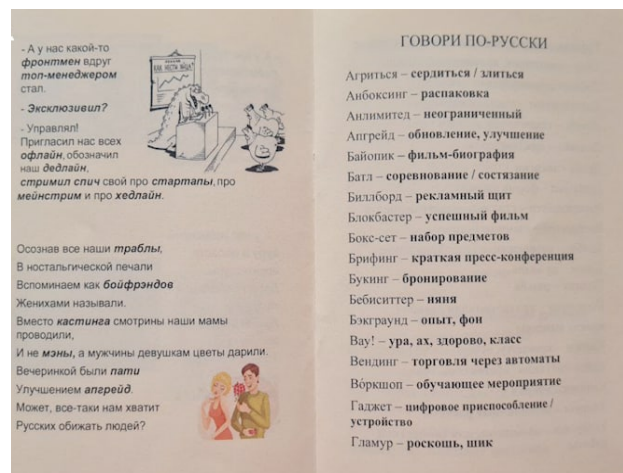 - А у нас какой-то
фронтмен вдруг
топ-менеджером
стал.
- Эксклюзивил?
- Управлял!
Пригласил нас всех
офлайн, обозначил
наш дедлайн,
стримил спич свой про стартапы, про
мейнстрим и про хедлайн.
КАК НЕСТИ ЯЙЦА?
Осознав все наши траблы,
В ностальгической печали
Вспоминаем как бойфрэндов
Женихами называли.
Вместо кастинга смотрины наши мамы
проводили,
И не мэны, а мужчины девушкам цветы дарили.
Вечеринкой были пати
Улучшением апгрейд.
Может, все-таки нам хватит
Русских обижать людей?
ГОВОРИ ПО-РУССКИ
Агриться – сердиться / злиться
Анбоксинг – распаковка
Анлимитед – неограниченный
Апгрейд – обновление, улучшение
Байопик – фильм-биография
Батл – соревнование / состязание
Биллборд – рекламный щит
Блокбастер – успешный фильм
Бокс-сет – набор предметов
Брифинг – краткая пресс-конференция
Букинг – бронирование
Бебиситтер – няня
Бэкграунд – опыт, фон
Вау! – ура, ах, здорово, класс
Вендинг – торговля через автоматы
Вóркшоп – обучающее мероприятие
Гаджет – цифровое приспособление /
устройство
Гламур – роскошь, шик